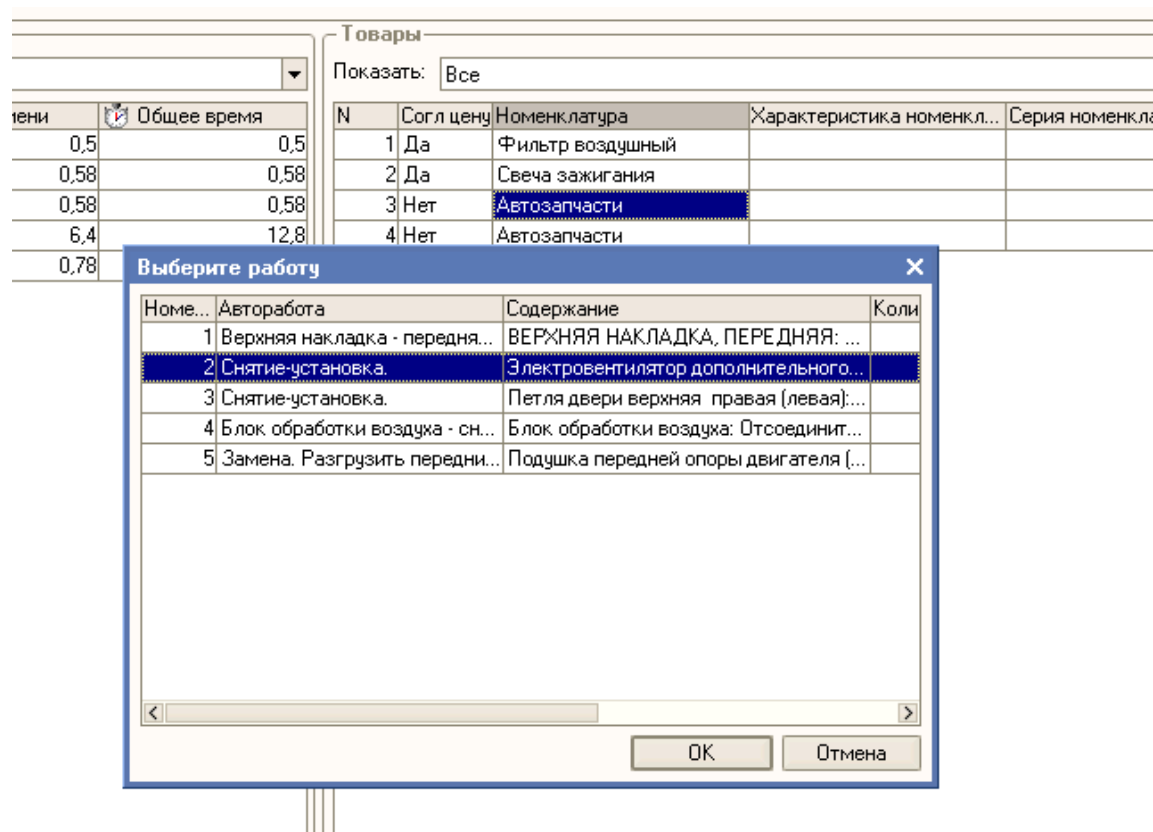 Товары
Показать: Все
мени Общее время N Согл цену Номенклатура Характеристика номенкл... Серия номенкла
0,5 0,5 1 Да Фильтр воздушный
0,58 0,58 2 Да Свеча зажигания
0,58 0,58 3 Нет Автозапчасти
6,4 12,8 4 Нет Автозапчасти
0,78
Выберите работу
Номе... Авторабота Содержание Коли
1 Верхняя накладка - передня... ВЕРХНЯЯ НАКЛАДКА, ПЕРЕДНЯЯ: ...
2 Снятие-установка. Электровентилятор дополнительного...
3 Снятие-установка. Петля двери верхняя правая (левая):...
4 Блок обработки воздуха - сн... Блок обработки воздуха: Отсоединит...
5 Замена. Разгрузить передни... Подушка передней опоры двигателя (...
OK Отмена